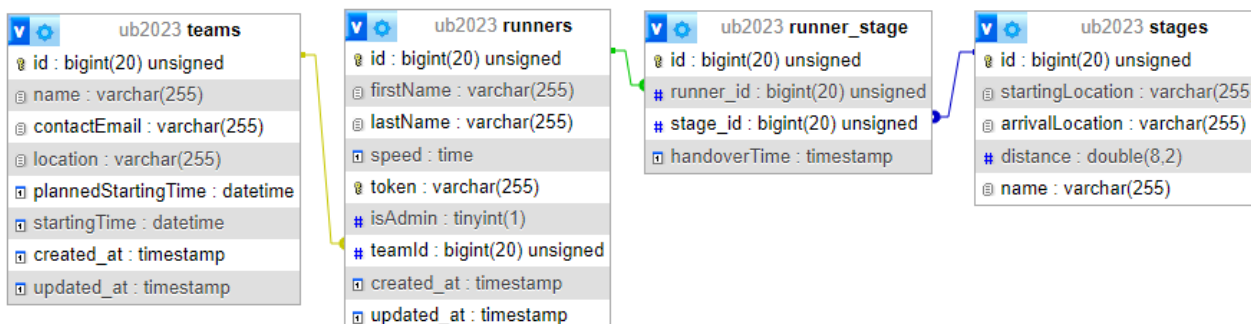 ub2023 teams
id : bigint(20) unsigned
name : varchar(255)
contactEmail : varchar(255)
location : varchar(255)
plannedStartingTime : datetime
startingTime : datetime
created_at : timestamp
updated_at : timestamp
ub2023 runners
id : bigint(20) unsigned
firstName : varchar(255)
lastName : varchar(255)
speed : time
token : varchar(255)
# isAdmin : tinyint(1)
# teamId : bigint(20) unsigned
created_at : timestamp
updated_at : timestamp
ub2023 runner_stage
id : bigint(20) unsigned
# runner_id : bigint(20) unsigned
# stage_id : bigint(20) unsigned
handoverTime : timestamp
ub2023 stages
id : bigint(20) unsigned
startingLocation : varchar(255
arrivalLocation : varchar(255)
# distance : double(8,2)
name : varchar(255)